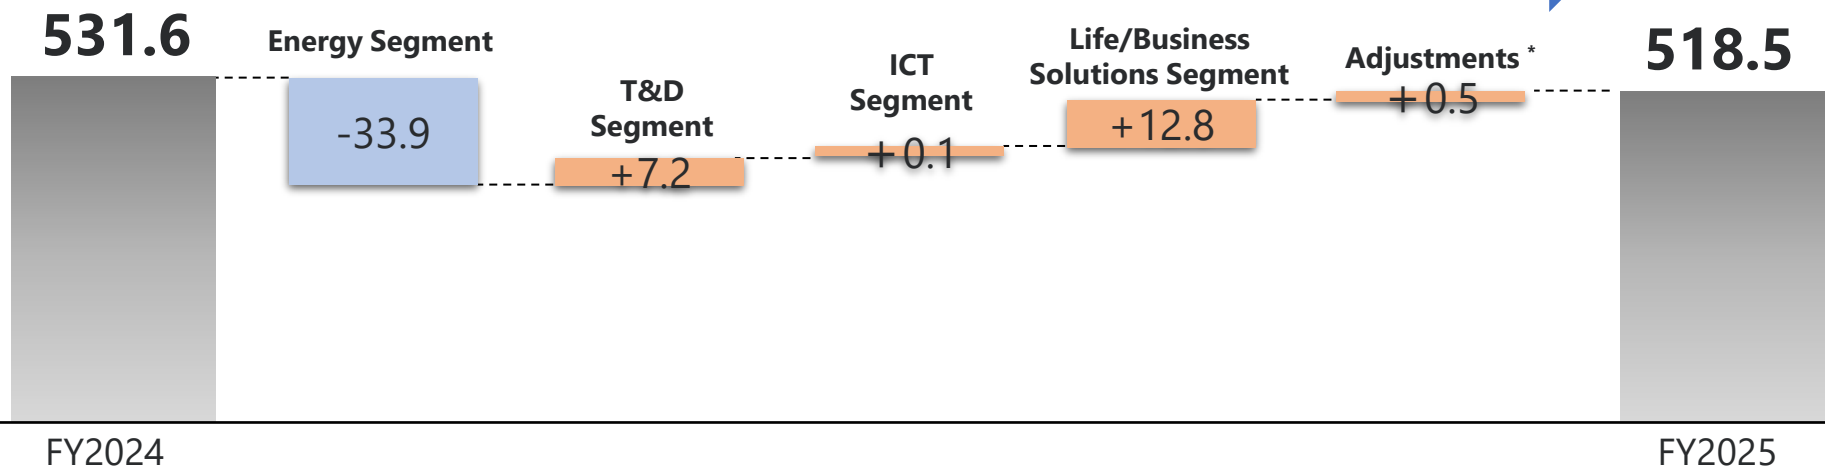 531.6
Energy Segment
-33.9
T&D
Segment
+7.2
ICT
Segment
+0.1
Life/Business
Solutions Segment
+12.8
Adjustments *
+0.5
518.5
FY2024
FY2025